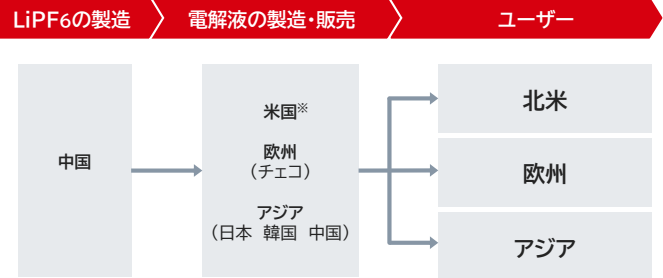 LiPF6の製造
電解液の製造・販売
ユーザー
中国
米国※
欧州
（チェコ）
アジア
（日本 韓国 中国）
北米
欧州
アジア